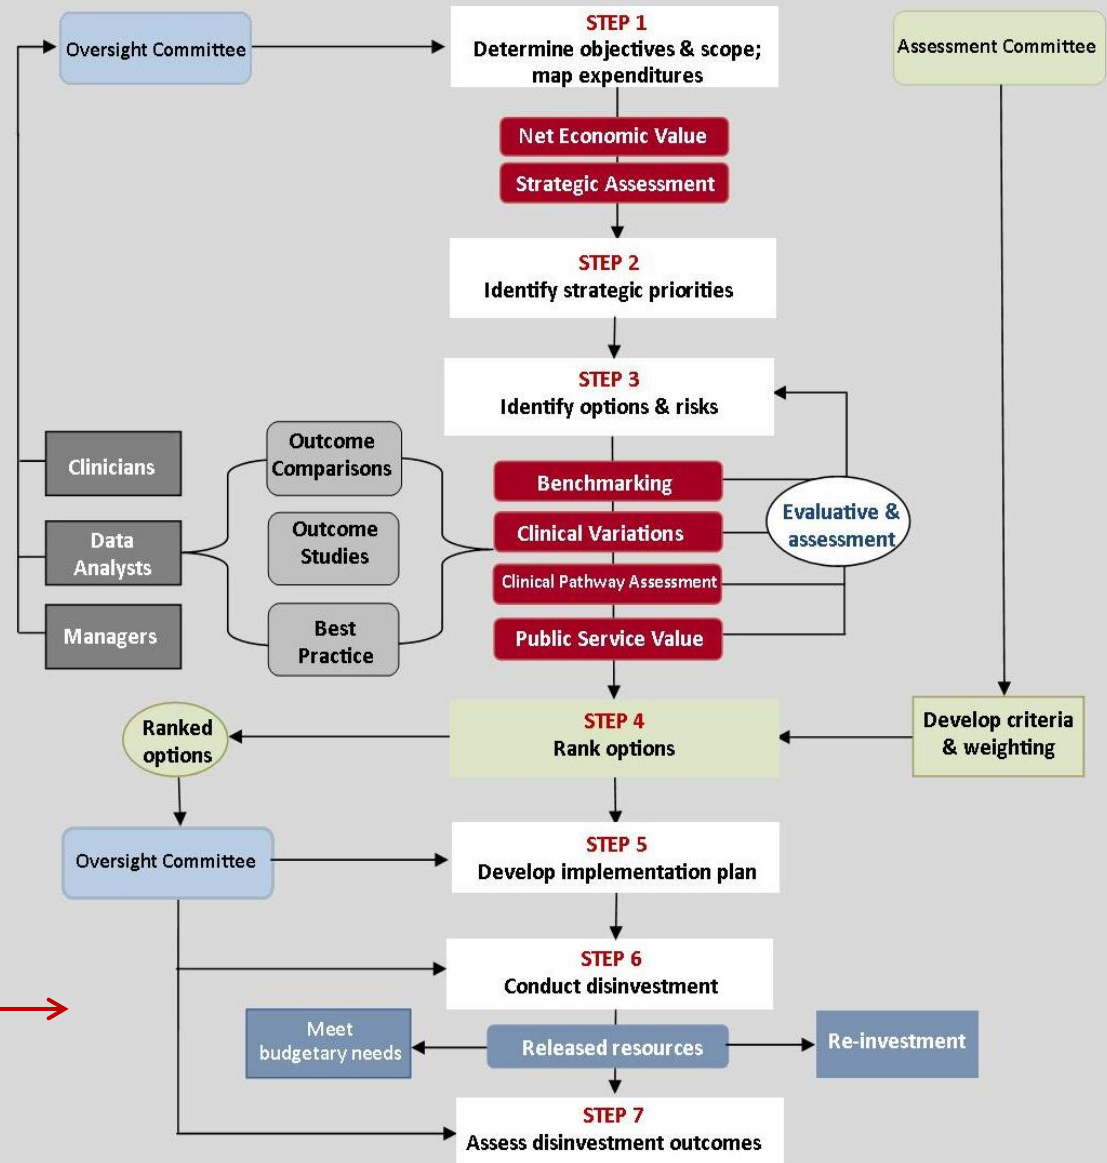 Oversight Committee
STEP 1
Determine objectives & scope;
map expenditures
Assessment Committee
Net Economic Value
Strategic Assessment
STEP 2
Identify strategic priorities
STEP 3
Identify options & risks
Clinicians
Data
Analysts
Managers
Outcome
Comparisons
Outcome
Studies
Best
Practice
Benchmarking
Clinical Variations
Clinical Pathway Assessment
Public Service Value
Evaluative &
assessment
Ranked
options
STEP 4
Rank options
Develop criteria
& weighting
Oversight Committee
STEP 5
Develop implementation plan
STEP 6
Conduct disinvestment
Meet
budgetary needs
Released resources
Re-investment
STEP 7
Assess disinvestment outcomes